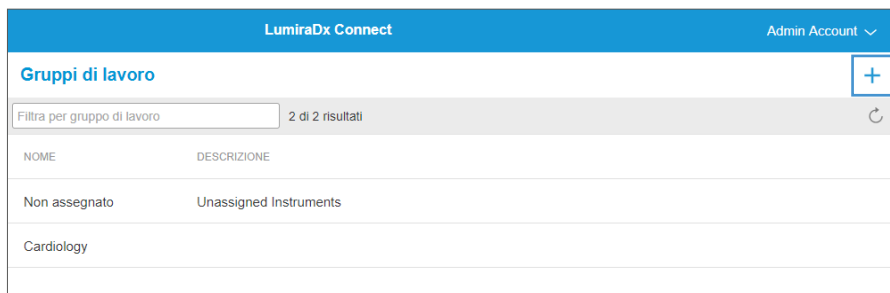 LumiraDx Connect Admin Account
Gruppi di lavoro +
Filtra per gruppo di lavoro 2 di 2 risultati
NOME DESCRIZIONE
Non assegnato Unassigned Instruments
Cardiology